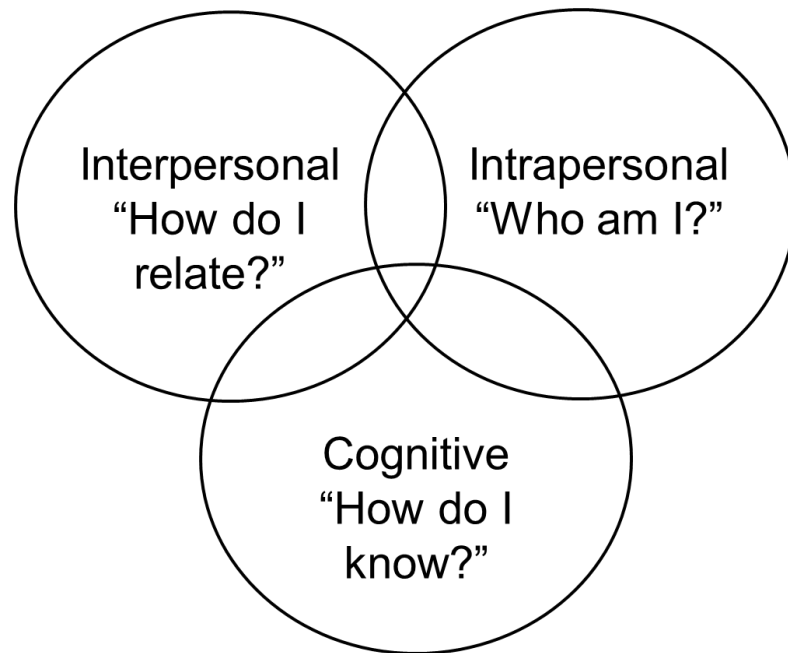 Interpersonal
“How do I
relate?”
Intrapersonal
“Who am I?”
Cognitive
“How do I
know?”